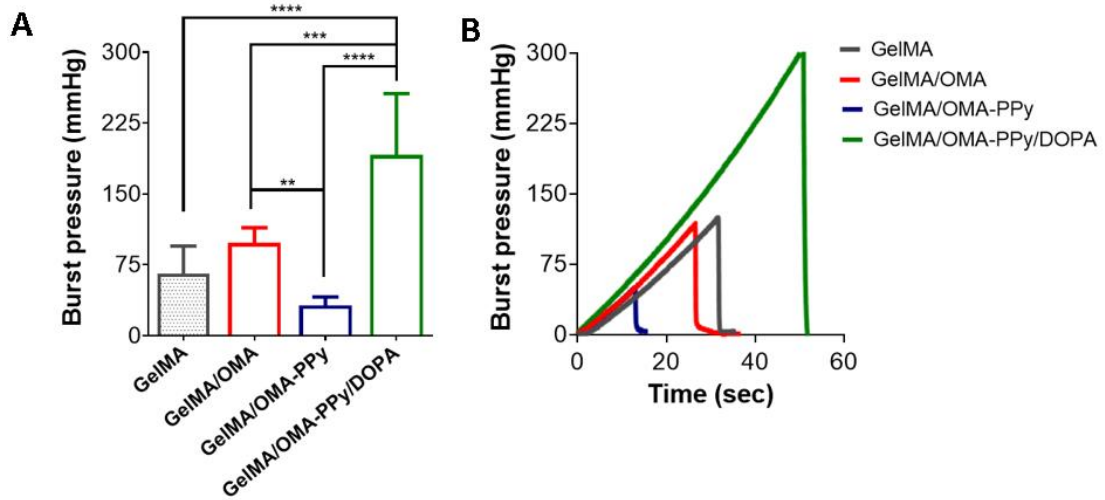 A
Burst pressure (mmHg)
300
225
150
75
0
****
***
****
**
GelMA
GelMA/OMA
GelMA/OMA-PPy
GelMA/OMA-PPy/DOPA
B
Burst pressure (mmHg)
300
225
150
75
0
0 20 40 60
Time (sec)
GelMA
GelMA/OMA
GelMA/OMA-PPy
GelMA/OMA-PPy/DOPA